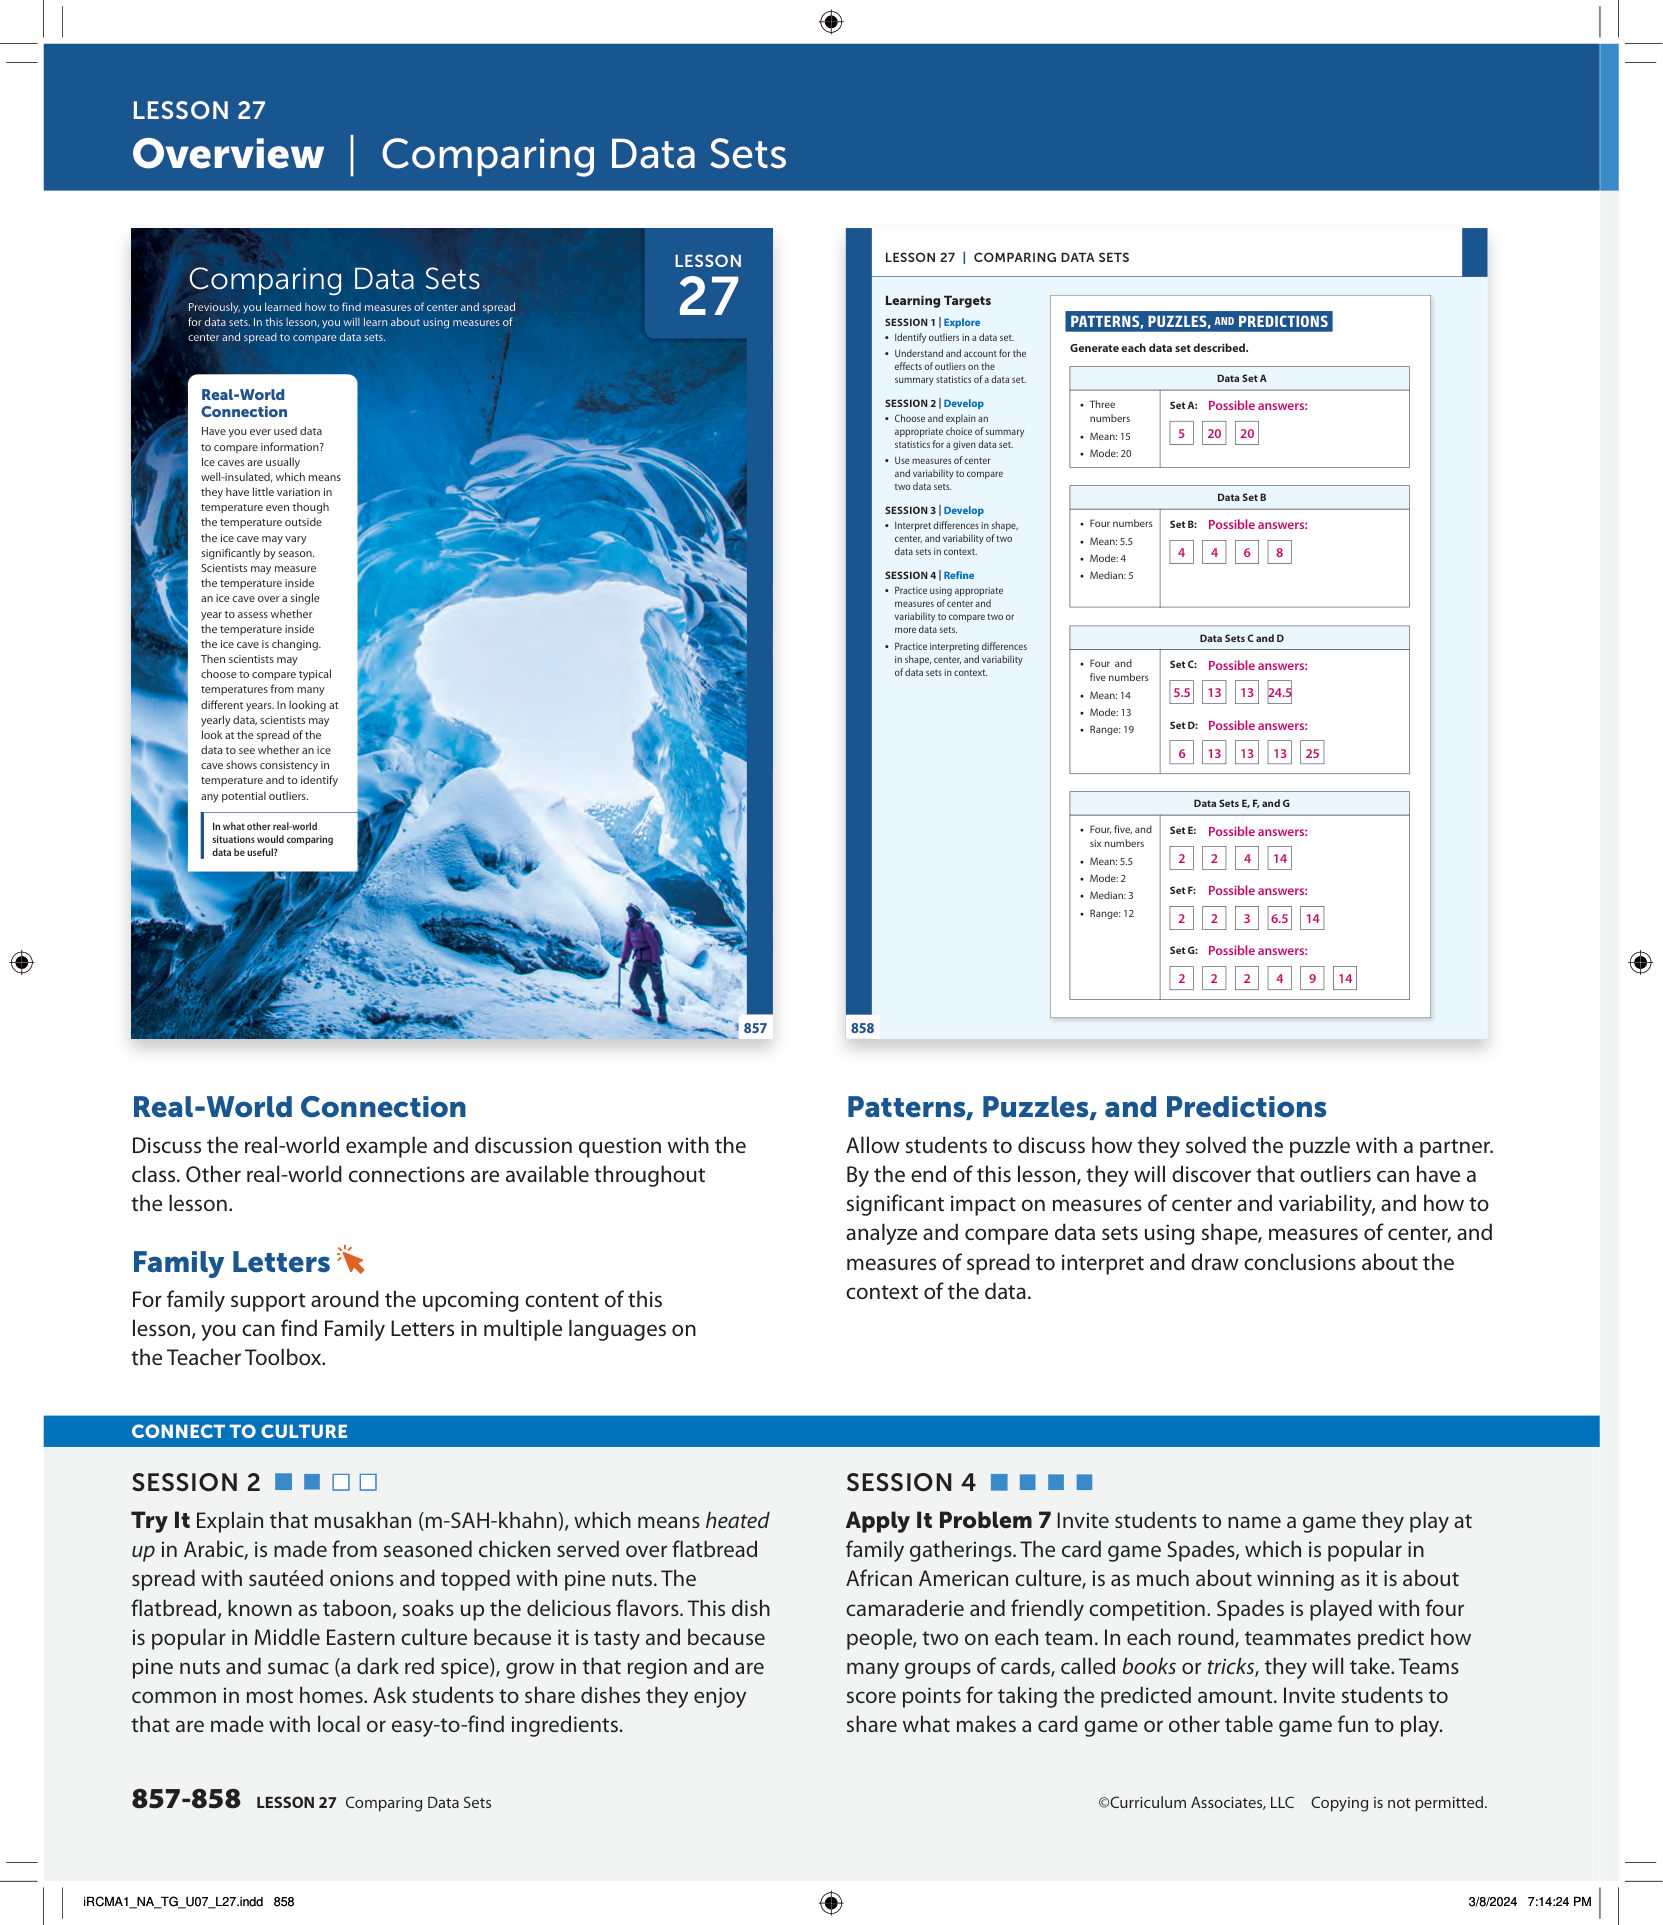 LESSON 27
Overview | Comparing Data Sets
Comparing Data Sets
Previously, you learned how to find measures of center and spread
for data sets. In this lesson, you will learn about using measures of
center and spread to compare data sets.
LESSON
27
Real-World
Connection
Have you ever used data
to compare information?
Ice caves are usually
well-insulated, which means
they have little variation in
temperature even though
the temperature outside
the ice cave may vary
significantly by season.
Scientists may measure
the temperature inside
an ice cave over a single
year to assess whether
the temperature inside
the ice cave is changing.
Then scientists may
choose to compare typical
temperatures from many
different years. In looking at
yearly data, scientists may
look at the spread of the
data to see whether an ice
cave shows consistency in
temperature and to identify
any potential outliers.
In what other real-world
situations would comparing
data be useful?
857
LESSON 27 | COMPARING DATA SETS
Learning Targets
SESSION 1 | Explore
• Identify outliers in a data set.
• Understand and account for the
effects of outliers on the
summary statistics of a data set.
SESSION 2 | Develop
• Choose and explain an
appropriate choice of summary
statistics for a given data set.
• Use measures of center
and variability to compare
two data sets.
SESSION 3 | Develop
• Interpret differences in shape,
center, and variability of two
data sets in context.
SESSION 4 | Refine
• Practice using appropriate
measures of center and
variability to compare two or
more data sets.
• Practice interpreting differences
in shape, center, and variability
of data sets in context.
PATTERNS, PUZZLES, AND PREDICTIONS
Generate each data set described.
Data Set A
• Three
numbers
• Mean: 15
• Mode: 20
Set A: Possible answers:
5 20 20
Data Set B
• Four numbers
• Mean: 5.5
• Mode: 4
• Median: 5
Set B: Possible answers:
4 4 6 8
Data Sets C and D
• Four and
five numbers
• Mean: 14
• Mode: 13
• Range: 19
Set C: Possible answers:
5.5 13 13 24.5
Set D: Possible answers:
6 13 13 13 25
Data Sets E, F, and G
• Four, five, and
six numbers
• Mean: 5.5
• Mode: 2
• Median: 3
• Range: 12
Set E: Possible answers:
2 2 4 14
Set F: Possible answers:
2 2 3 6.5 14
Set G: Possible answers:
2 2 2 4 9 14
858
Real-World Connection
Discuss the real-world example and discussion question with the
class. Other real-world connections are available throughout
the lesson.
Family Letters
For family support around the upcoming content of this
lesson, you can find Family Letters in multiple languages on
the Teacher Toolbox.
Patterns, Puzzles, and Predictions
Allow students to discuss how they solved the puzzle with a partner.
By the end of this lesson, they will discover that outliers can have a
significant impact on measures of center and variability, and how to
analyze and compare data sets using shape, measures of center, and
measures of spread to interpret and draw conclusions about the
context of the data.
CONNECT TO CULTURE
SESSION 2
Try It Explain that musakhan (m-SAH-khahn), which means heated
up in Arabic, is made from seasoned chicken served over flatbread
spread with sautéed onions and topped with pine nuts. The
flatbread, known as taboon, soaks up the delicious flavors. This dish
is popular in Middle Eastern culture because it is tasty and because
pine nuts and sumac (a dark red spice), grow in that region and are
common in most homes. Ask students to share dishes they enjoy
that are made with local or easy-to-find ingredients.
SESSION 4
Apply It Problem 7 Invite students to name a game they play at
family gatherings. The card game Spades, which is popular in
African American culture, is as much about winning as it is about
camaraderie and friendly competition. Spades is played with four
people, two on each team. In each round, teammates predict how
many groups of cards, called books or tricks, they will take. Teams
score points for taking the predicted amount. Invite students to
share what makes a card game or other table game fun to play.
857-858 LESSON 27 Comparing Data Sets
©Curriculum Associates, LLC Copying is not permitted.
iRCMA1_NA_TG_U07_L27.indd 858
3/8/2024 7:14:24 PM